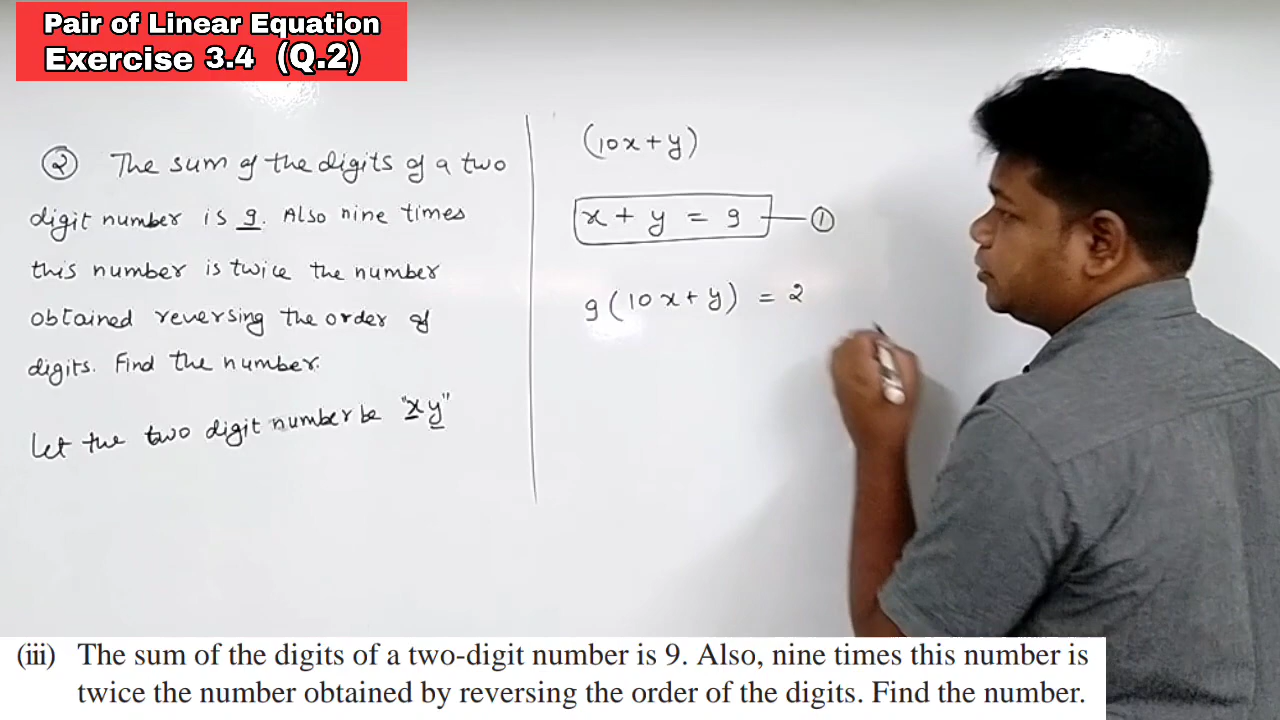 Pair of Linear Equation
Exercise 3.4 (Q.2)
② The sum of the digits of a two
digit number is 9. Also nine times
this number is twice the number
obtained reversing the order of
digits. Find the number.
Let the two digit number be "xy"
(10x+y)
x + y = 9 — ①
9(10x+y) = 2
(iii) The sum of the digits of a two-digit number is 9. Also, nine times this number is
twice the number obtained by reversing the order of the digits. Find the number.